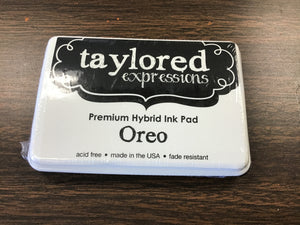 taylored
expressions
Premium Hybrid Ink Pad
Oreo
acid free • made in the USA • fade resistant